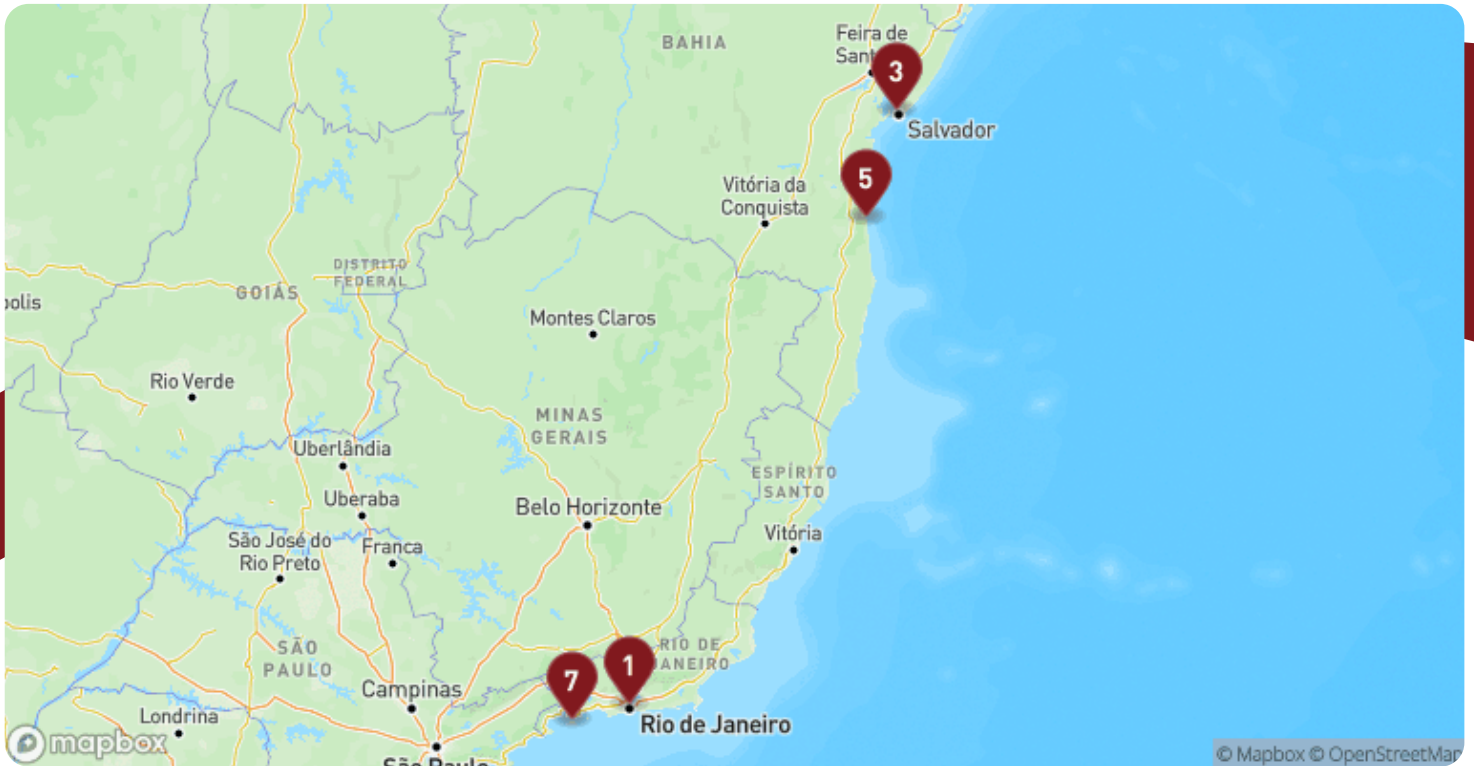 BAHIA
Feira de
3
Salvador
5
Vitória da
Conquista
DISTRITO
FEDERAL
GOIÁS
Montes Claros
Rio Verde
MINAS
GERAIS
Uberlândia
Uberaba
Belo Horizonte
ESPÍRITO
SANTO
Vitória
São José do
Rio Preto
Franca
SÃO
PAULO
RIO DE
JANEIRO
1
7
Campinas
Londrina
Rio de Janeiro
São Paulo
mapbox
© Mapbox © OpenStreetMap